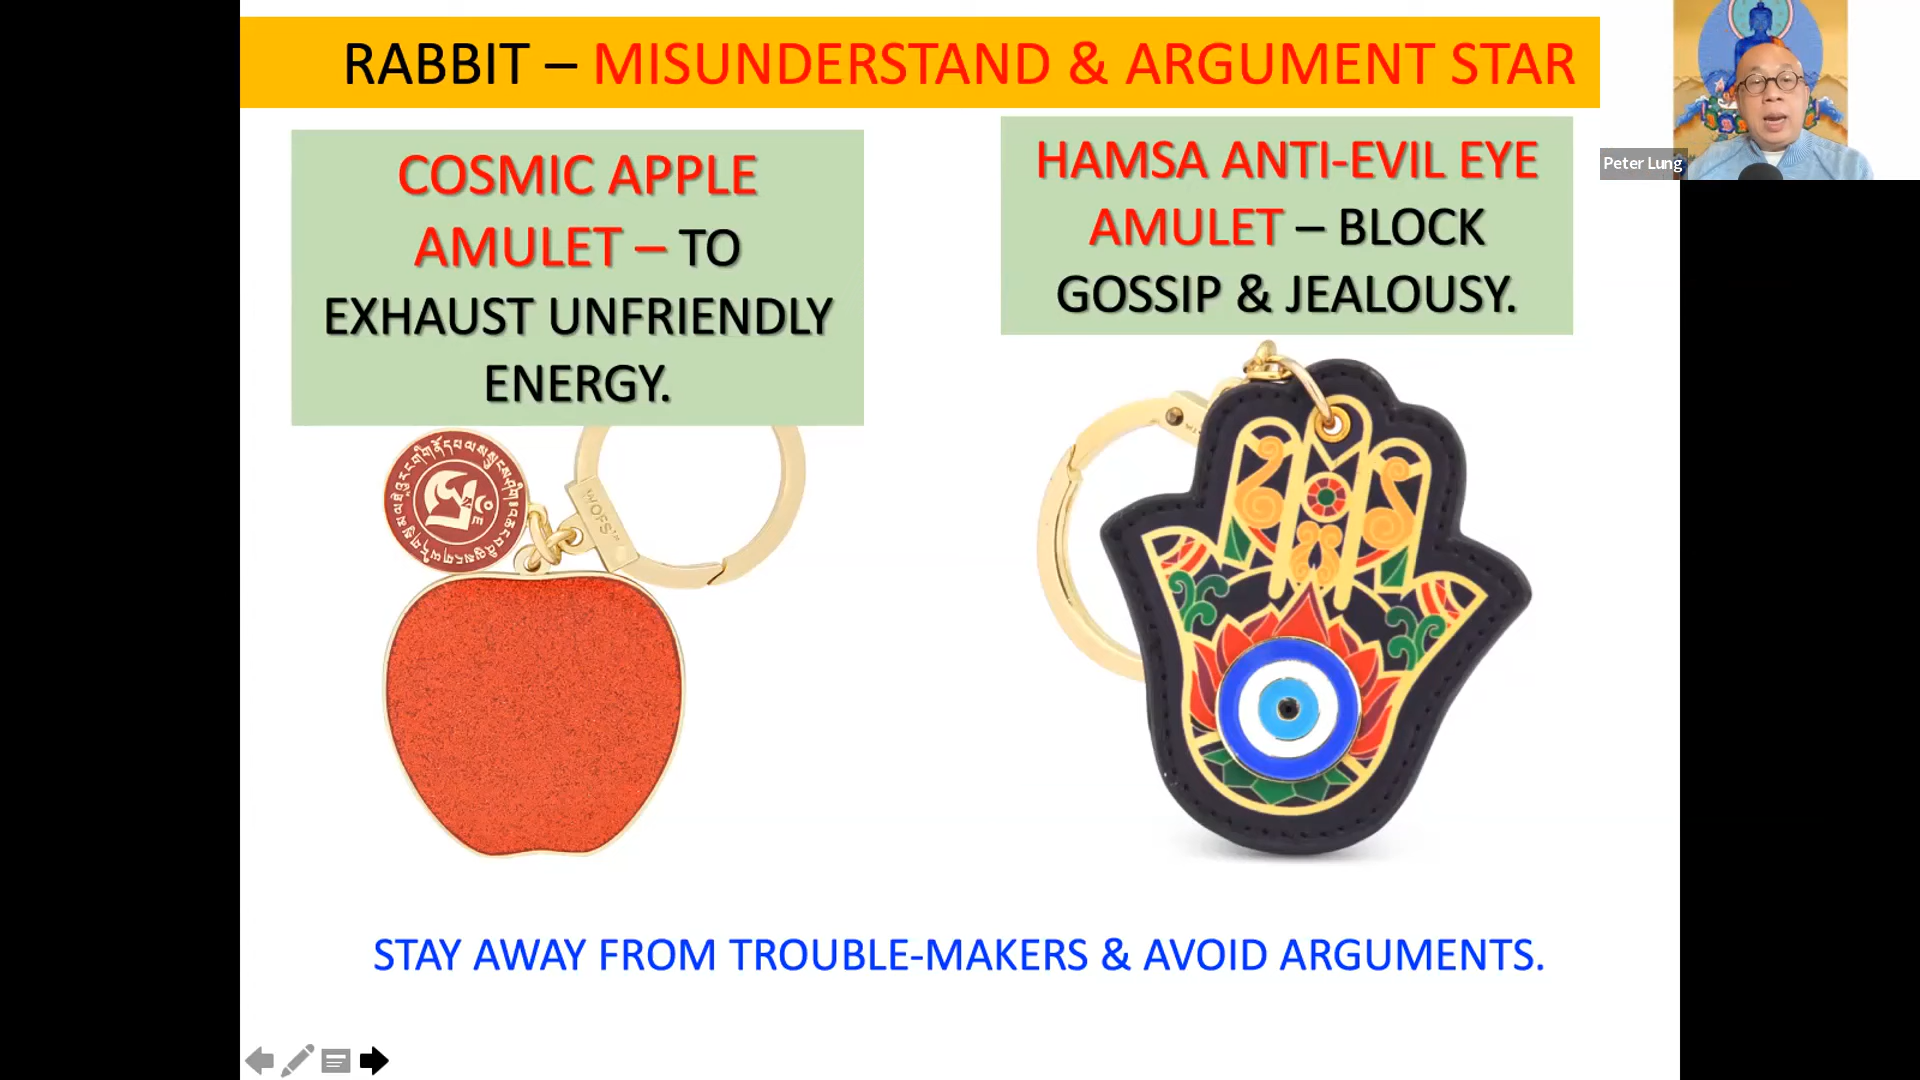 RABBIT – MISUNDERSTAND & ARGUMENT STAR
COSMIC APPLE
AMULET – TO
EXHAUST UNFRIENDLY
ENERGY.
HAMSA ANTI-EVIL EYE
AMULET – BLOCK
GOSSIP & JEALOUSY.
Peter Lung
WOFS
STAY AWAY FROM TROUBLE-MAKERS & AVOID ARGUMENTS.